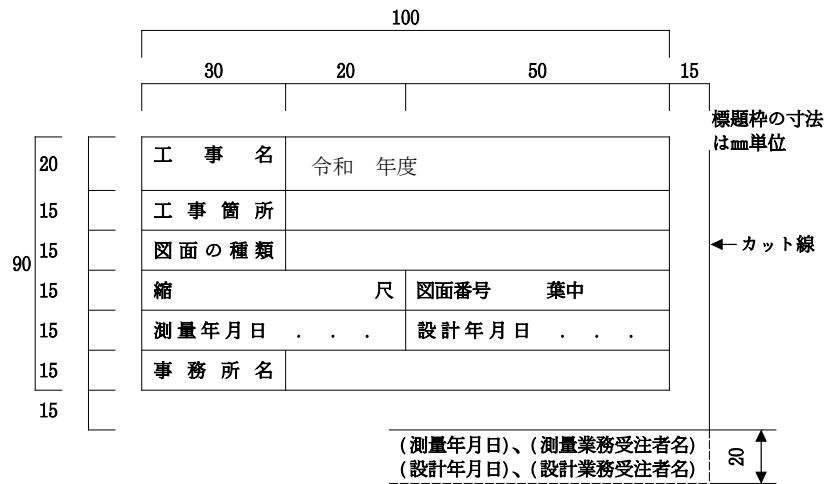 100
30 20 50 15
標題枠の寸法
は㎜単位
20 工事名 令和 年度
15 工事箇所
15 図面の種類
カット線
90
15 縮尺 図面番号 葉中
15 測量年月日 . . . 設計年月日 . . .
15 事務所名
15
(測量年月日)、(測量業務受注者名)
(設計年月日)、(設計業務受注者名)
20